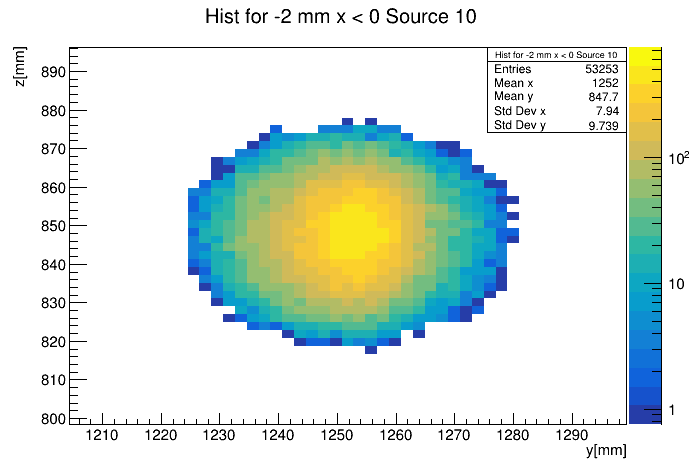 Hist for -2 mm x < 0 Source 10
z[mm]
Hist for -2 mm x < 0 Source 10
Entries 53253
Mean x 1252
Mean y 847.7
Std Dev x 7.94
Std Dev y 9.739
890
880
870
860
850
840
830
820
810
800
10²
10
1
1210 1220 1230 1240 1250 1260 1270 1280 1290
y[mm]